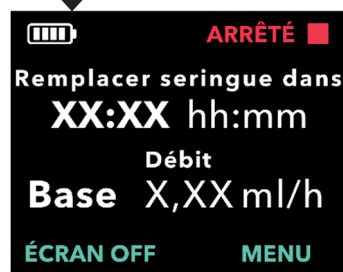 ARRÊTÉ
Remplacer seringue dans
XX:XX hh:mm
Débit
Base X,XX ml/h
ÉCRAN OFF MENU